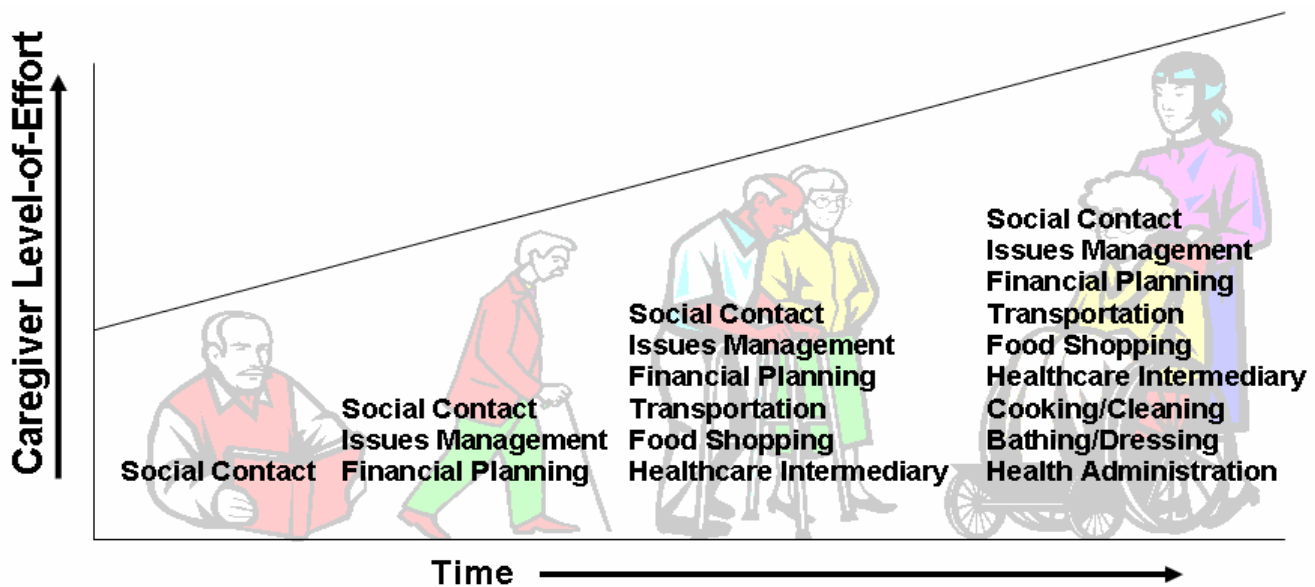 Caregiver Level-of-Effort
Social Contact
Social Contact
Issues Management
Financial Planning
Social Contact
Issues Management
Financial Planning
Transportation
Food Shopping
Healthcare Intermediary
Social Contact
Issues Management
Financial Planning
Transportation
Food Shopping
Healthcare Intermediary
Cooking/Cleaning
Bathing/Dressing
Health Administration
Time